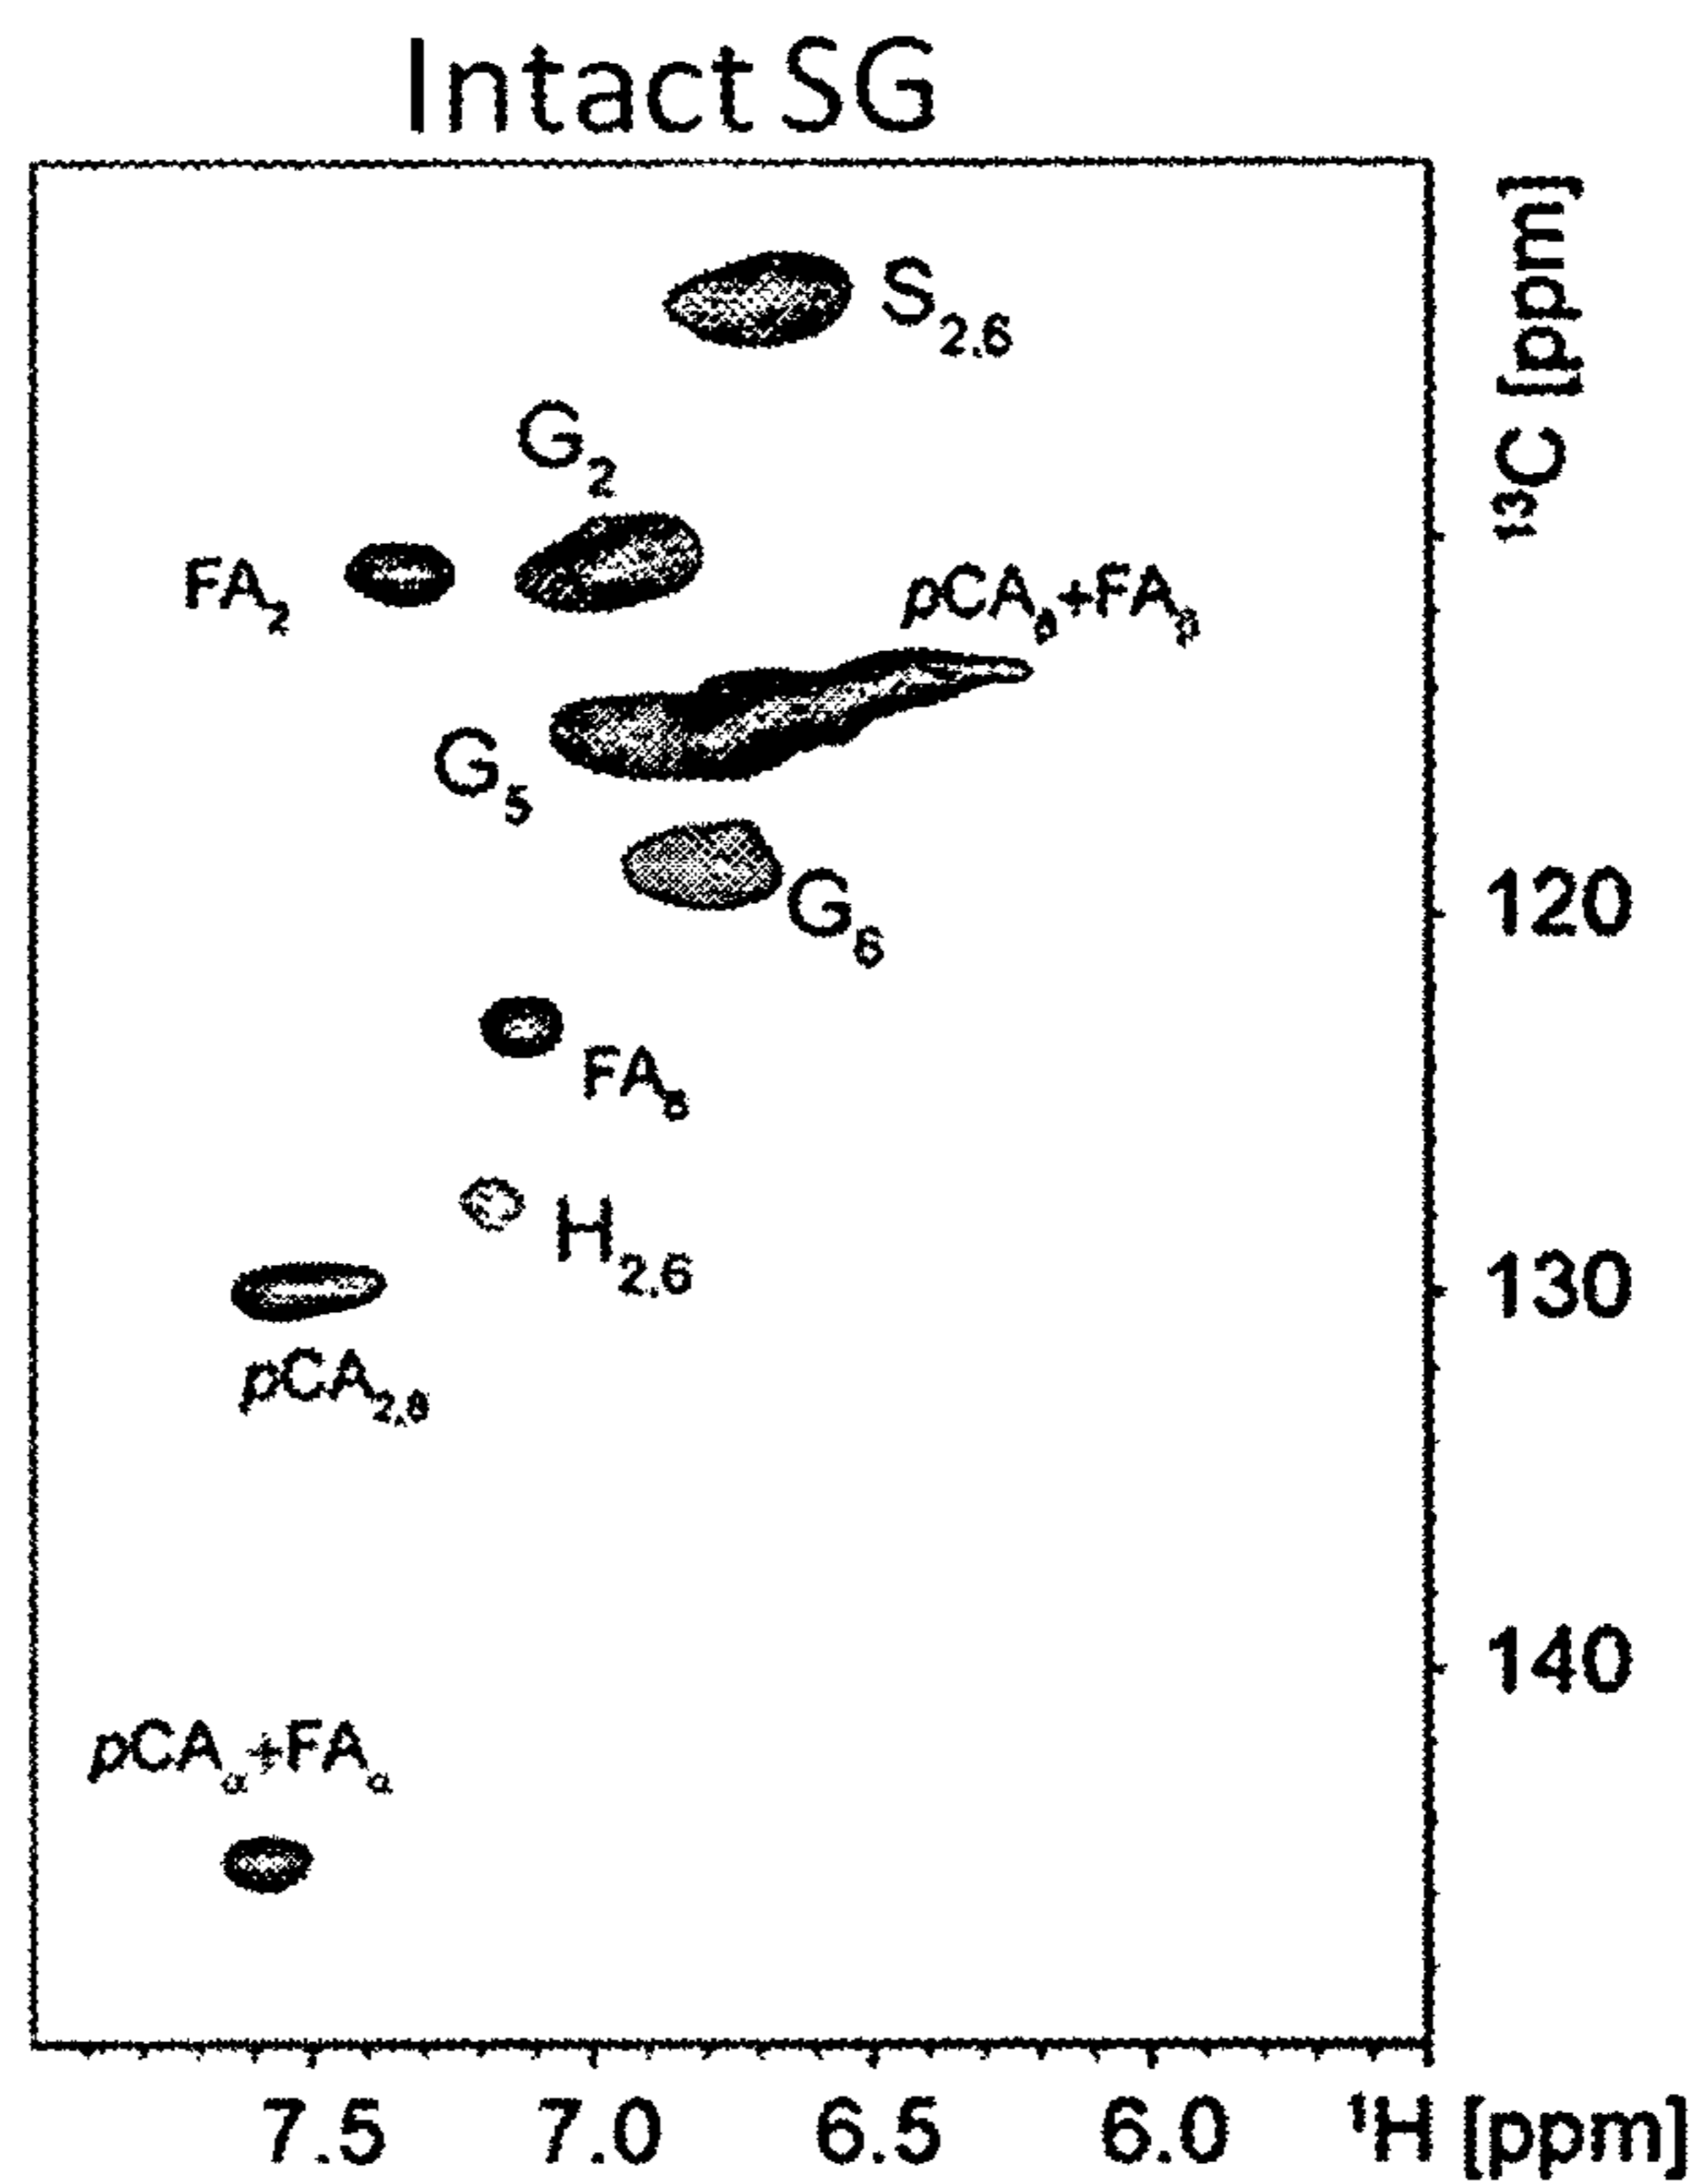 Intact SG
¹³C [ppm]
S2,6
G2
FA2
pCAβ+FAβ
G5
G6
120
FA6
H2,6
130
pCA2,6
140
pCAα+FAα
7.5 7.0 6.5 6.0 ¹H [ppm]